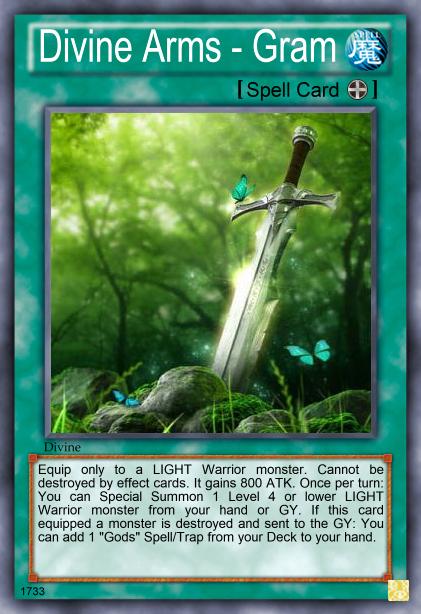 Divine Arms - Gram
SPELL
魔
[Spell Card]
Divine
Equip only to a LIGHT Warrior monster. Cannot be
destroyed by effect cards. It gains 800 ATK. Once per turn:
You can Special Summon 1 Level 4 or lower LIGHT
Warrior monster from your hand or GY. If this card
equipped a monster is destroyed and sent to the GY: You
can add 1 "Gods" Spell/Trap from your Deck to your hand.
1733